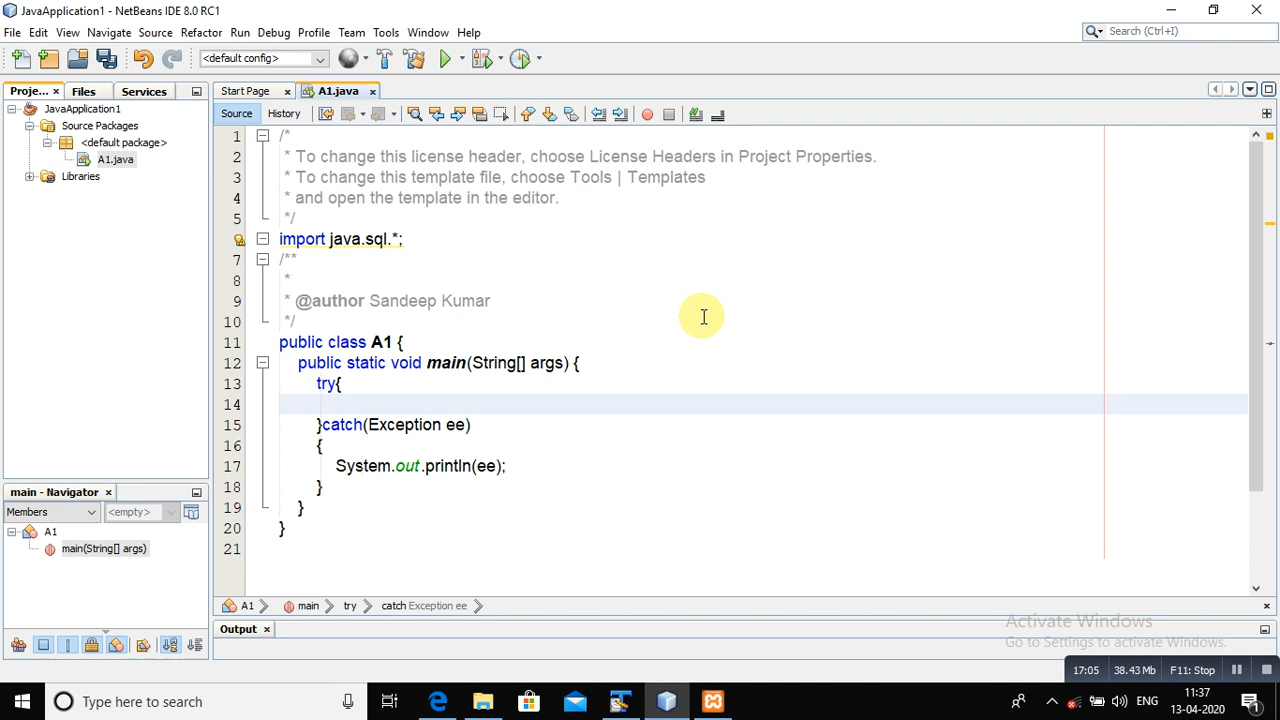 JavaApplication1 - NetBeans IDE 8.0 RC1
File Edit View Navigate Source Refactor Run Debug Profile Team Tools Window Help
Search (Ctrl+I)
<default config>
Proje... × Files Services
Start Page × A1.java ×
JavaApplication1
Source Packages
<default package>
A1.java
Libraries
Source History
1 /*
2 * To change this license header, choose License Headers in Project Properties.
3 * To change this template file, choose Tools | Templates
4 * and open the template in the editor.
5 */
import java.sql.*;
7 /**
8 *
9 * @author Sandeep Kumar
10 */
11 public class A1 {
12 public static void main(String[] args) {
13 try{
14
15 }catch(Exception ee)
16 {
17 System.out.println(ee);
18 }
19 }
20 }
21
main - Navigator ×
Members <empty>
A1
main(String[] args)
A1 main try catch Exception ee
Output ×
Activate Windows
Go to Settings to activate Windows.
17:05 38.43 Mb F11: Stop
Type here to search
ENG
11:37
13-04-2020
1